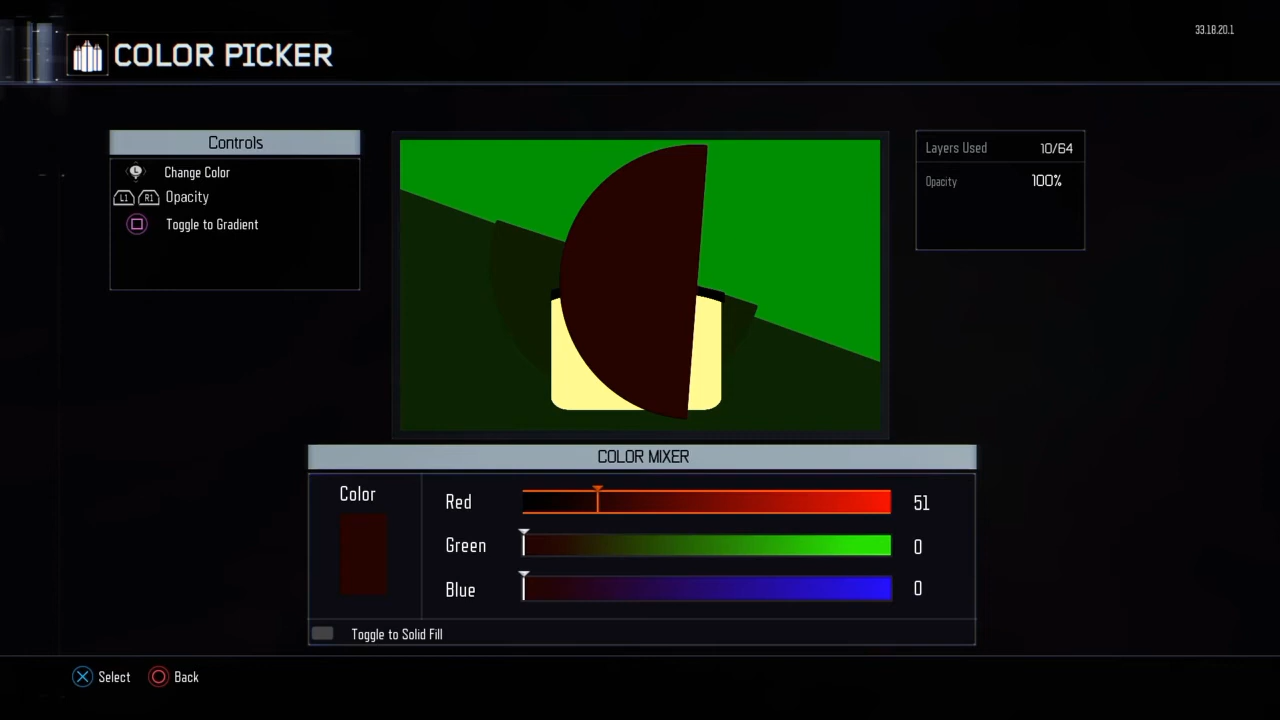 COLOR PICKER
33.18.20.1
Controls
L Change Color
L1 R1 Opacity
Toggle to Gradient
Layers Used 10/64
Opacity 100%
COLOR MIXER
Color
Red 51
Green 0
Blue 0
Toggle to Solid Fill
Select Back